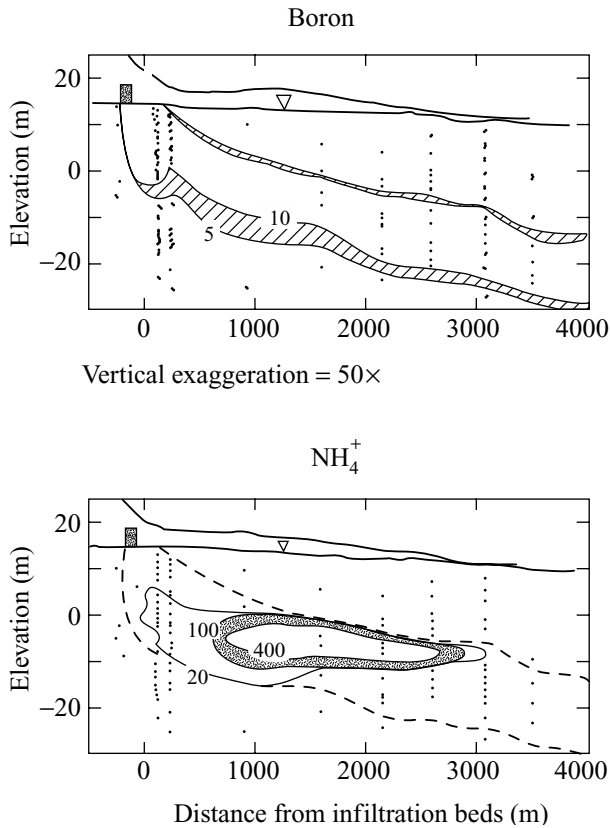 Boron
20
0
−20
Elevation (m)
10
5
0 1000 2000 3000 4000
Vertical exaggeration = 50×
NH₄⁺
20
0
−20
Elevation (m)
100
400
20
0 1000 2000 3000 4000
Distance from infiltration beds (m)